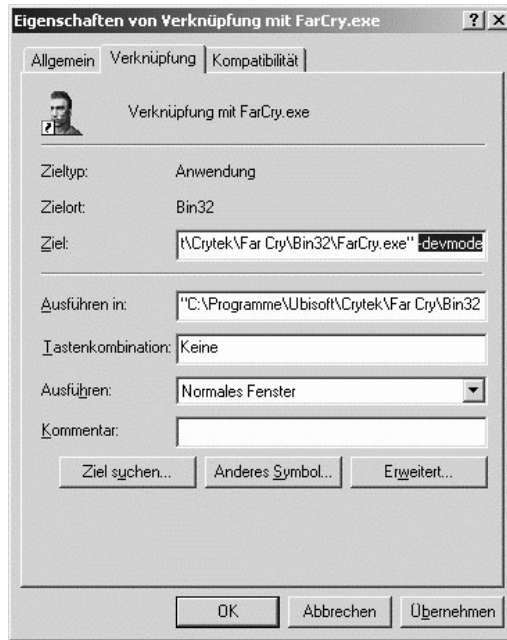 Eigenschaften von Verknüpfung mit FarCry.exe
Allgemein Verknüpfung Kompatibilität
Verknüpfung mit FarCry.exe
Zieltyp: Anwendung
Zielort: Bin32
Ziel: t\Crytek\Far Cry\Bin32\FarCry.exe" -devmode
Ausführen in: "C:\Programme\Ubisoft\Crytek\Far Cry\Bin32
Tastenkombination: Keine
Ausführen: Normales Fenster
Kommentar:
Ziel suchen... Anderes Symbol... Erweitert...
OK Abbrechen Übernehmen